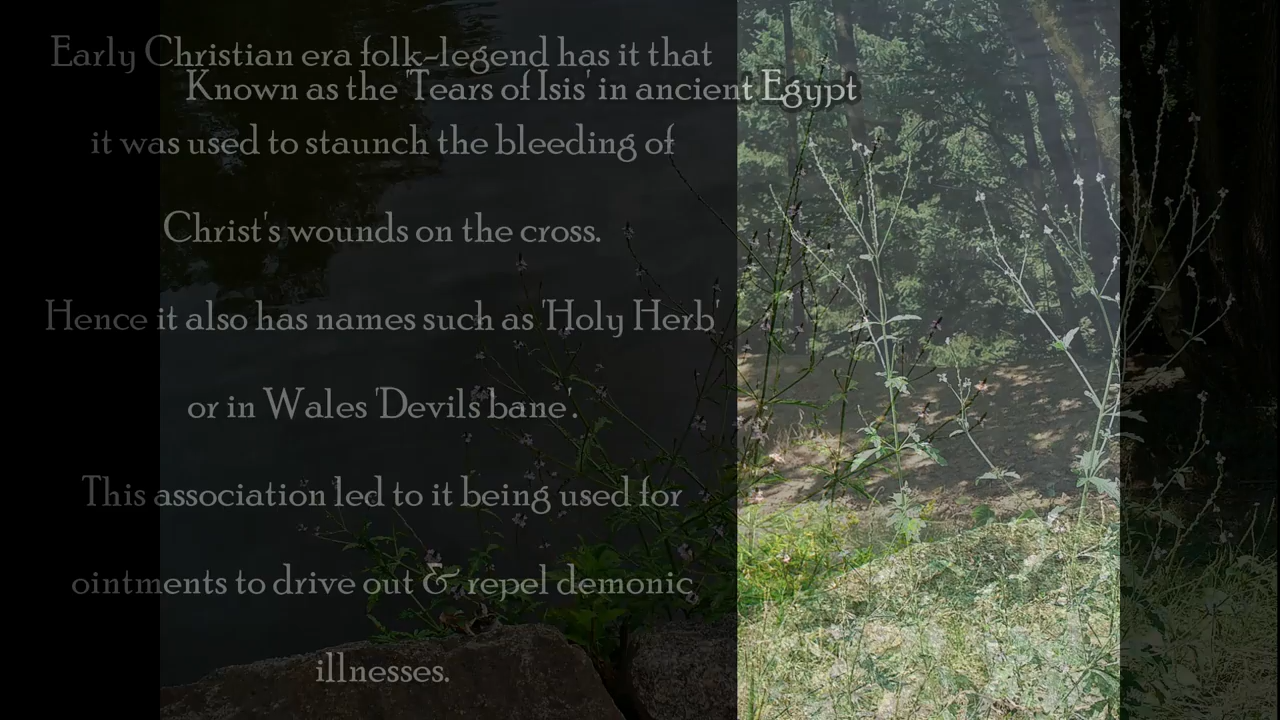 Early Christian era folk-legend has it that
Known as the 'Tears of Isis' in ancient Egypt
it was used to staunch the bleeding of
Christ's wounds on the cross.
Hence it also has names such as 'Holy Herb'
or in Wales 'Devils bane'.
This association led to it being used for
ointments to drive out & repel demonic
illnesses.